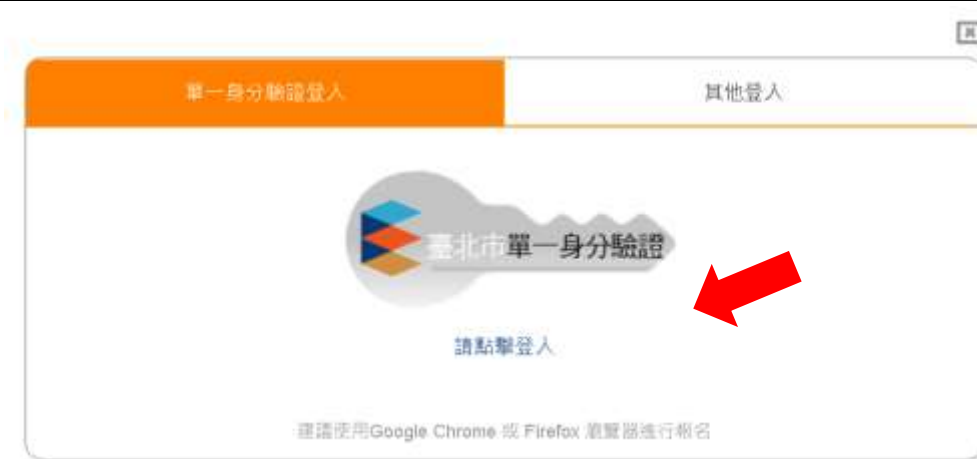 單一身分驗證登入
其他登入
臺北市單一身分驗證
請點擊登入
建議使用Google Chrome 或 Firefox 瀏覽器進行報名